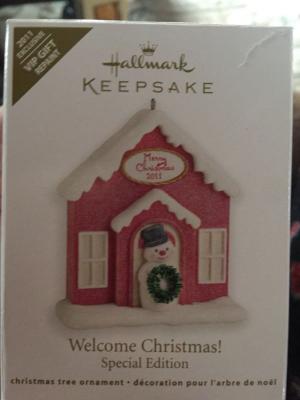 2011
EXCLUSIVE
VIP GIFT
REPAINT
Hallmark
KEEPSAKE
Merry
Christmas
2011
Welcome Christmas!
Special Edition
christmas tree ornament • décoration pour l'arbre de noël